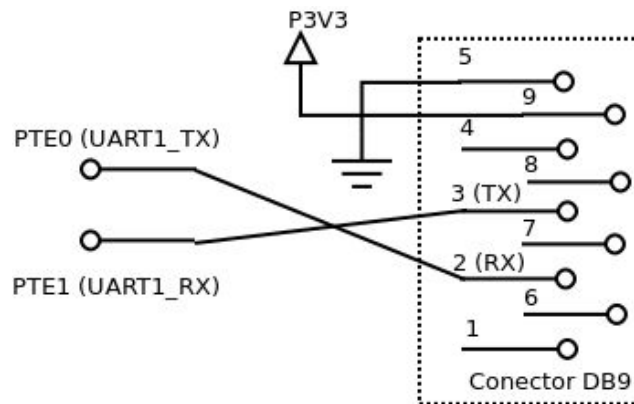 P3V3
5
9
PTE0 (UART1_TX)
4
8
3 (TX)
7
2 (RX)
PTE1 (UART1_RX)
6
1
Conector DB9